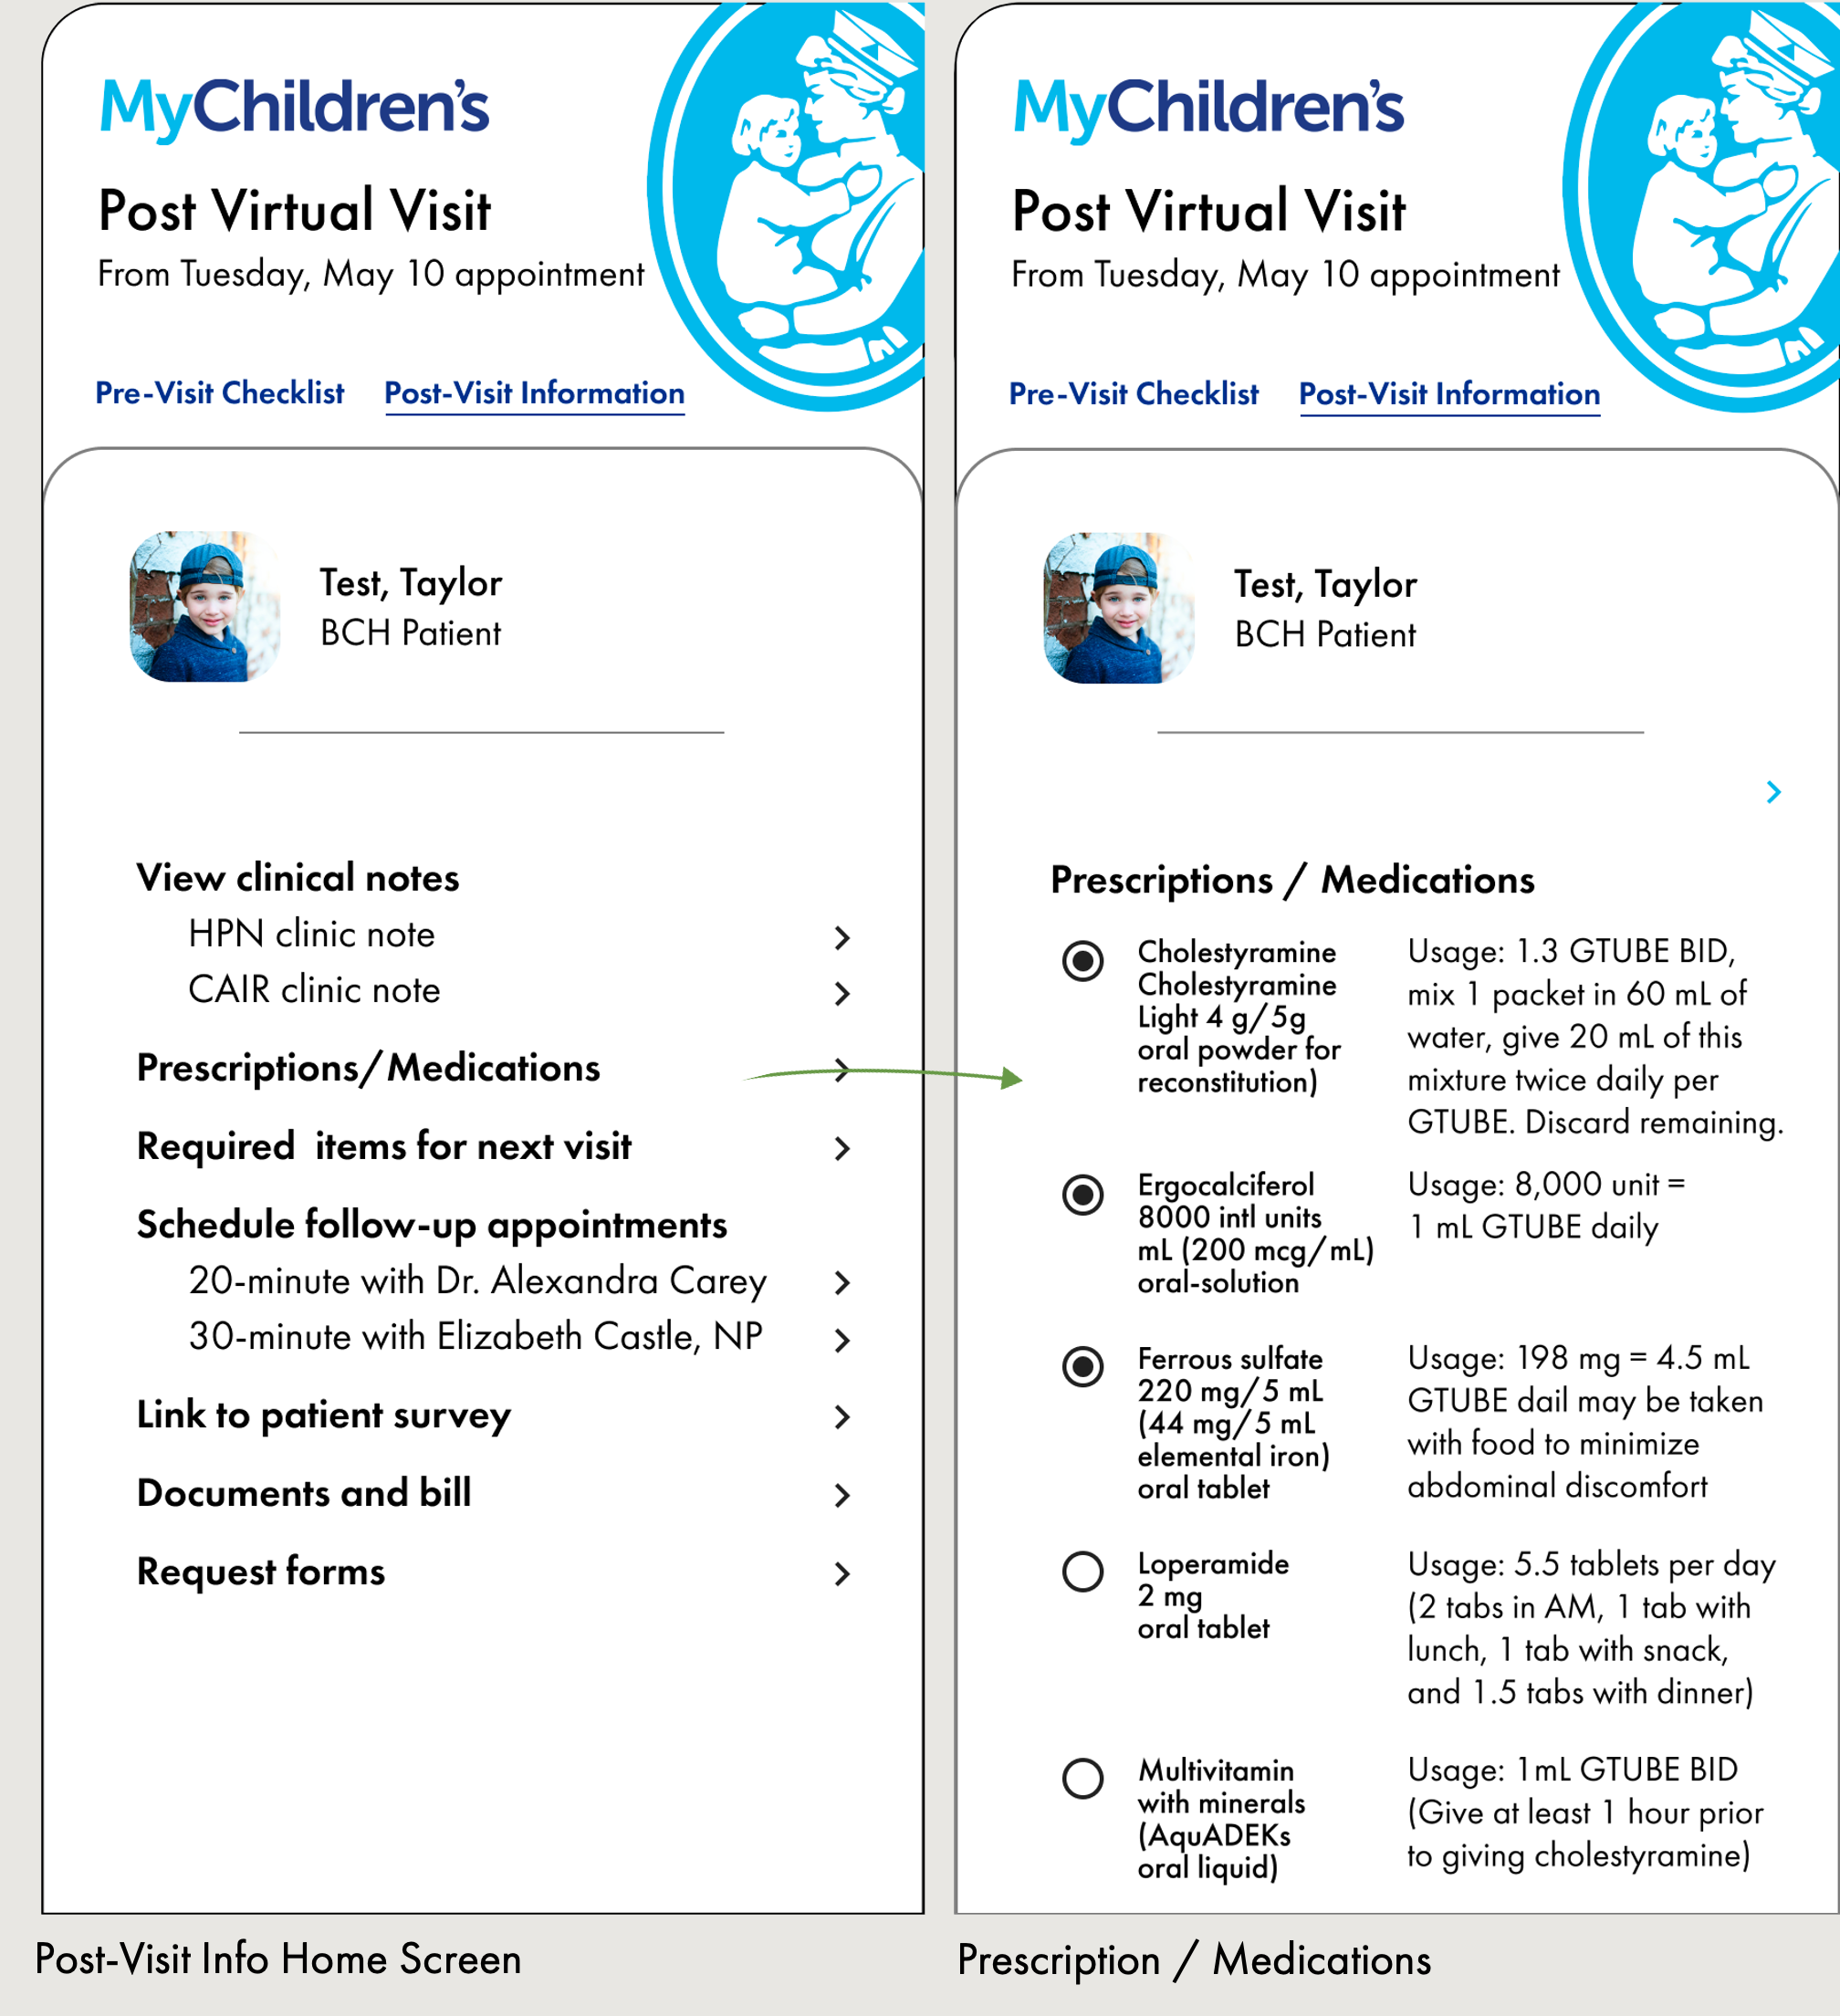 MyChildren's
Post Virtual Visit
From Tuesday, May 10 appointment
Pre-Visit Checklist Post-Visit Information
Test, Taylor
BCH Patient
View clinical notes
HPN clinic note
CAIR clinic note
Prescriptions/Medications
Required items for next visit
Schedule follow-up appointments
20-minute with Dr. Alexandra Carey
30-minute with Elizabeth Castle, NP
Link to patient survey
Documents and bill
Request forms
Post-Visit Info Home Screen
MyChildren's
Post Virtual Visit
From Tuesday, May 10 appointment
Pre-Visit Checklist Post-Visit Information
Test, Taylor
BCH Patient
Prescriptions / Medications
Cholestyramine
Cholestyramine
Light 4 g/5g
oral powder for
reconstitution)
Usage: 1.3 GTUBE BID,
mix 1 packet in 60 mL of
water, give 20 mL of this
mixture twice daily per
GTUBE. Discard remaining.
Ergocalciferol
8000 intl units
mL (200 mcg/mL)
oral-solution
Usage: 8,000 unit =
1 mL GTUBE daily
Ferrous sulfate
220 mg/5 mL
(44 mg/5 mL
elemental iron)
oral tablet
Usage: 198 mg = 4.5 mL
GTUBE dail may be taken
with food to minimize
abdominal discomfort
Loperamide
2 mg
oral tablet
Usage: 5.5 tablets per day
(2 tabs in AM, 1 tab with
lunch, 1 tab with snack,
and 1.5 tabs with dinner)
Multivitamin
with minerals
(AquADEKs
oral liquid)
Usage: 1mL GTUBE BID
(Give at least 1 hour prior
to giving cholestyramine)
Prescription / Medications